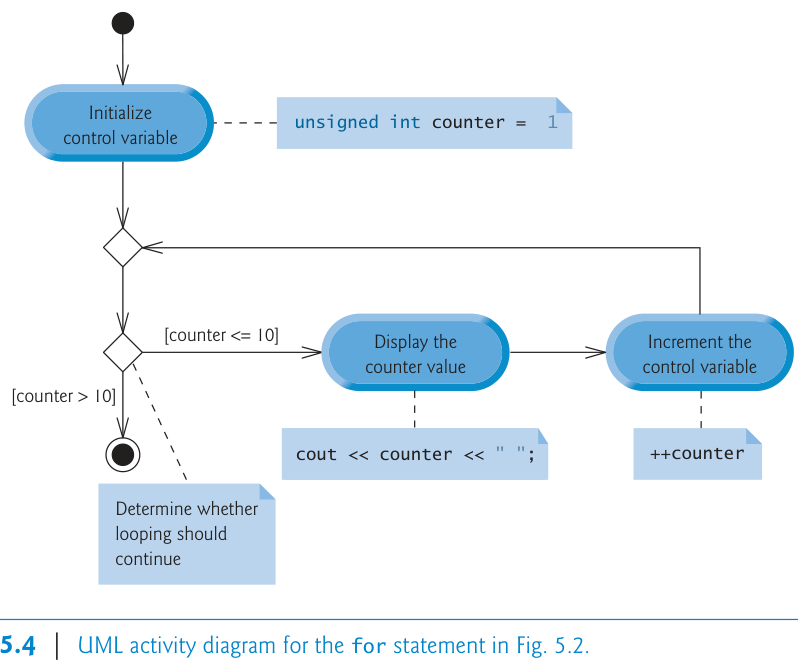 Initialize
control variable
unsigned int counter = 1
[counter <= 10]
Display the
counter value
Increment the
control variable
[counter > 10]
cout << counter << " ";
++counter
Determine whether
looping should
continue
5.4 | UML activity diagram for the for statement in Fig. 5.2.